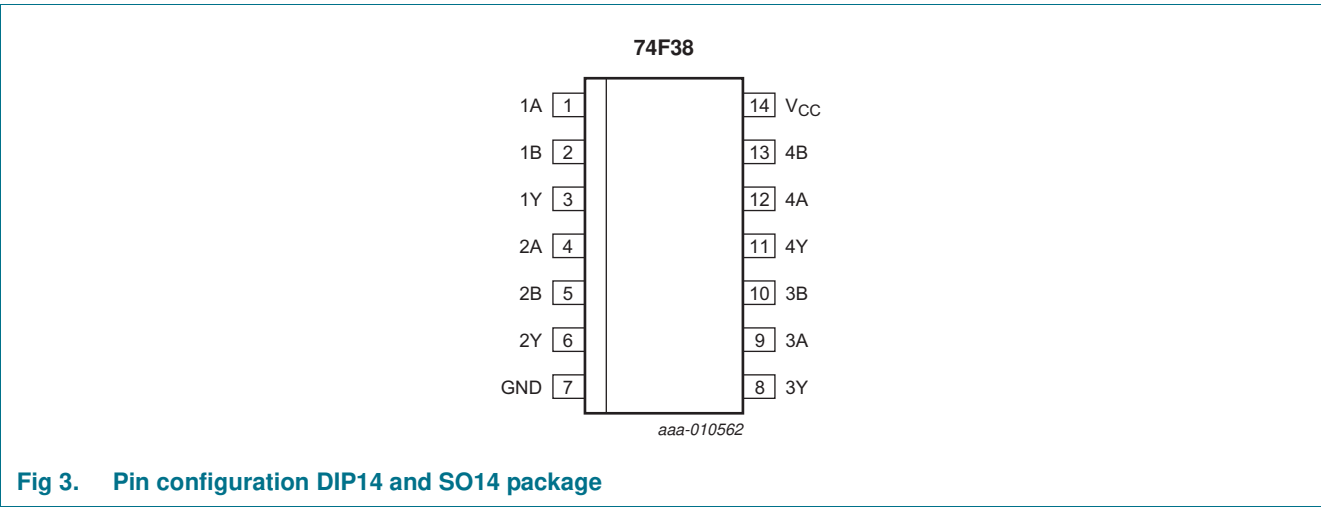 74F38
1A 1 14 VCC
1B 2 13 4B
1Y 3 12 4A
2A 4 11 4Y
2B 5 10 3B
2Y 6 9 3A
GND 7 8 3Y
aaa-010562
Fig 3. Pin configuration DIP14 and SO14 package